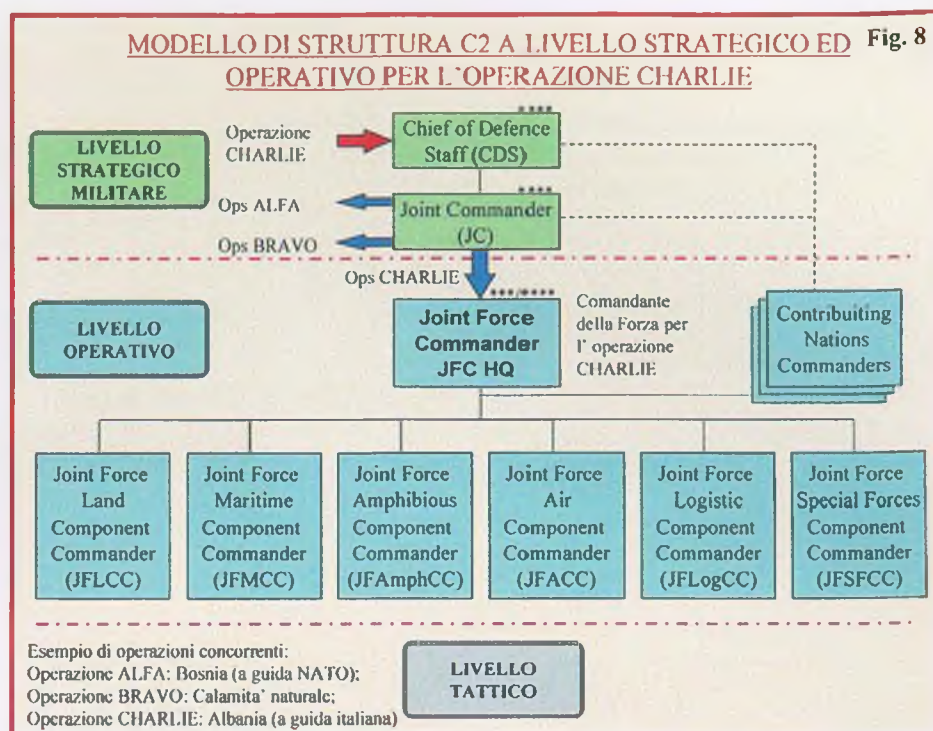 MODELLO DI STRUTTURA C2 A LIVELLO STRATEGICO ED
Fig. 8
OPERATIVO PER L'OPERAZIONE CHARLIE
LIVELLO
STRATEGICO
MILITARE
Operazione
CHARLIE
Chief of Defence
Staff (CDS)
Ops ALFA
Joint Commander
(JC)
Ops BRAVO
Ops CHARLIE
LIVELLO
OPERATIVO
Joint Force
Commander
JFC HQ
Comandante
della Forza per
l' operazione
CHARLIE
Contribuiting
Nations
Commanders
Joint Force
Land
Component
Commander
(JFLCC)
Joint Force
Maritime
Component
Commander
(JFMCC)
Joint Force
Amphibious
Component
Commander
(JFAmphCC)
Joint Force
Air
Component
Commander
(JFACC)
Joint Force
Logistic
Component
Commander
(JFLogCC)
Joint Force
Special Forces
Component
Commander
(JFSFCC)
Esempio di operazioni concorrenti:
Operazione ALFA: Bosnia (a guida NATO);
Operazione BRAVO: Calamita' naturale;
Operazione CHARLIE: Albania (a guida italiana)
LIVELLO
TATTICO